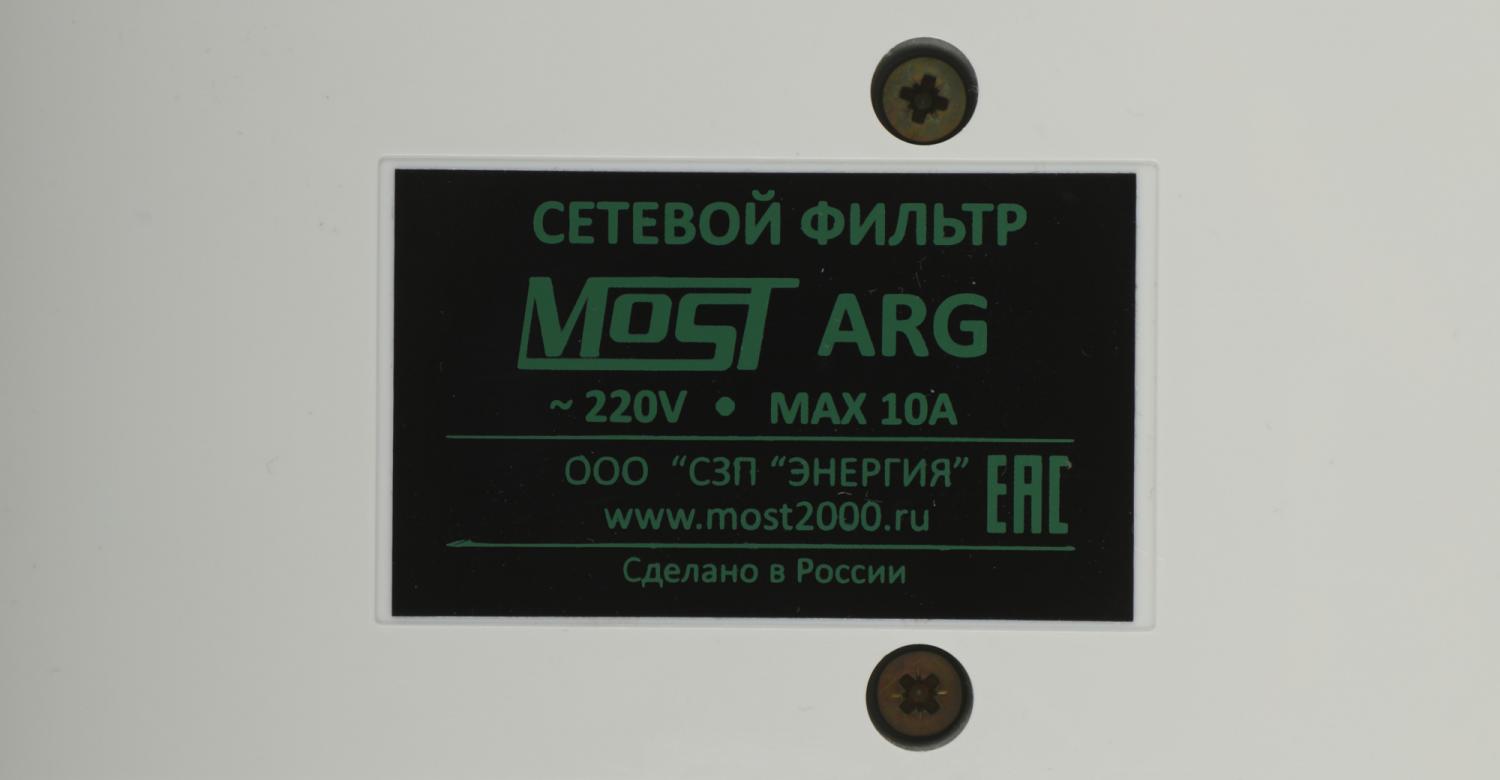 СЕТЕВОЙ ФИЛЬТР
MOST ARG
~ 220V • MAX 10A
ООО “СЗП “ЭНЕРГИЯ” EAC
www.most2000.ru
Сделано в России